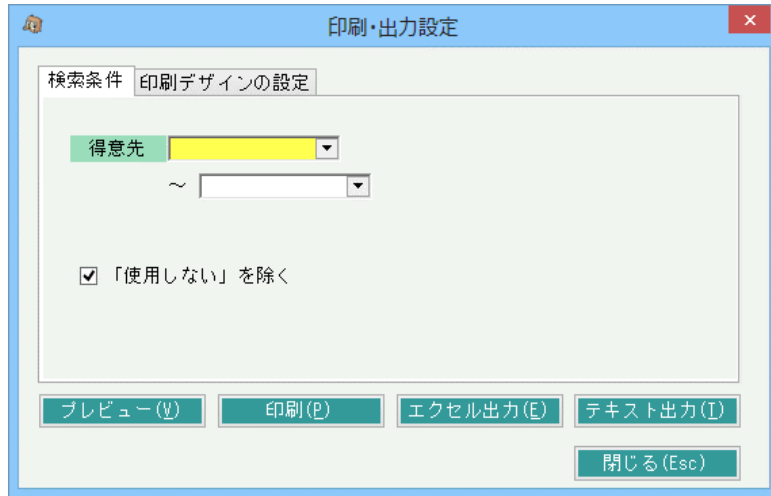 印刷・出力設定
検索条件 印刷デザインの設定
得意先
～
「使用しない」を除く
プレビュー(V) 印刷(P) エクセル出力(E) テキスト出力(T)
閉じる(Esc)